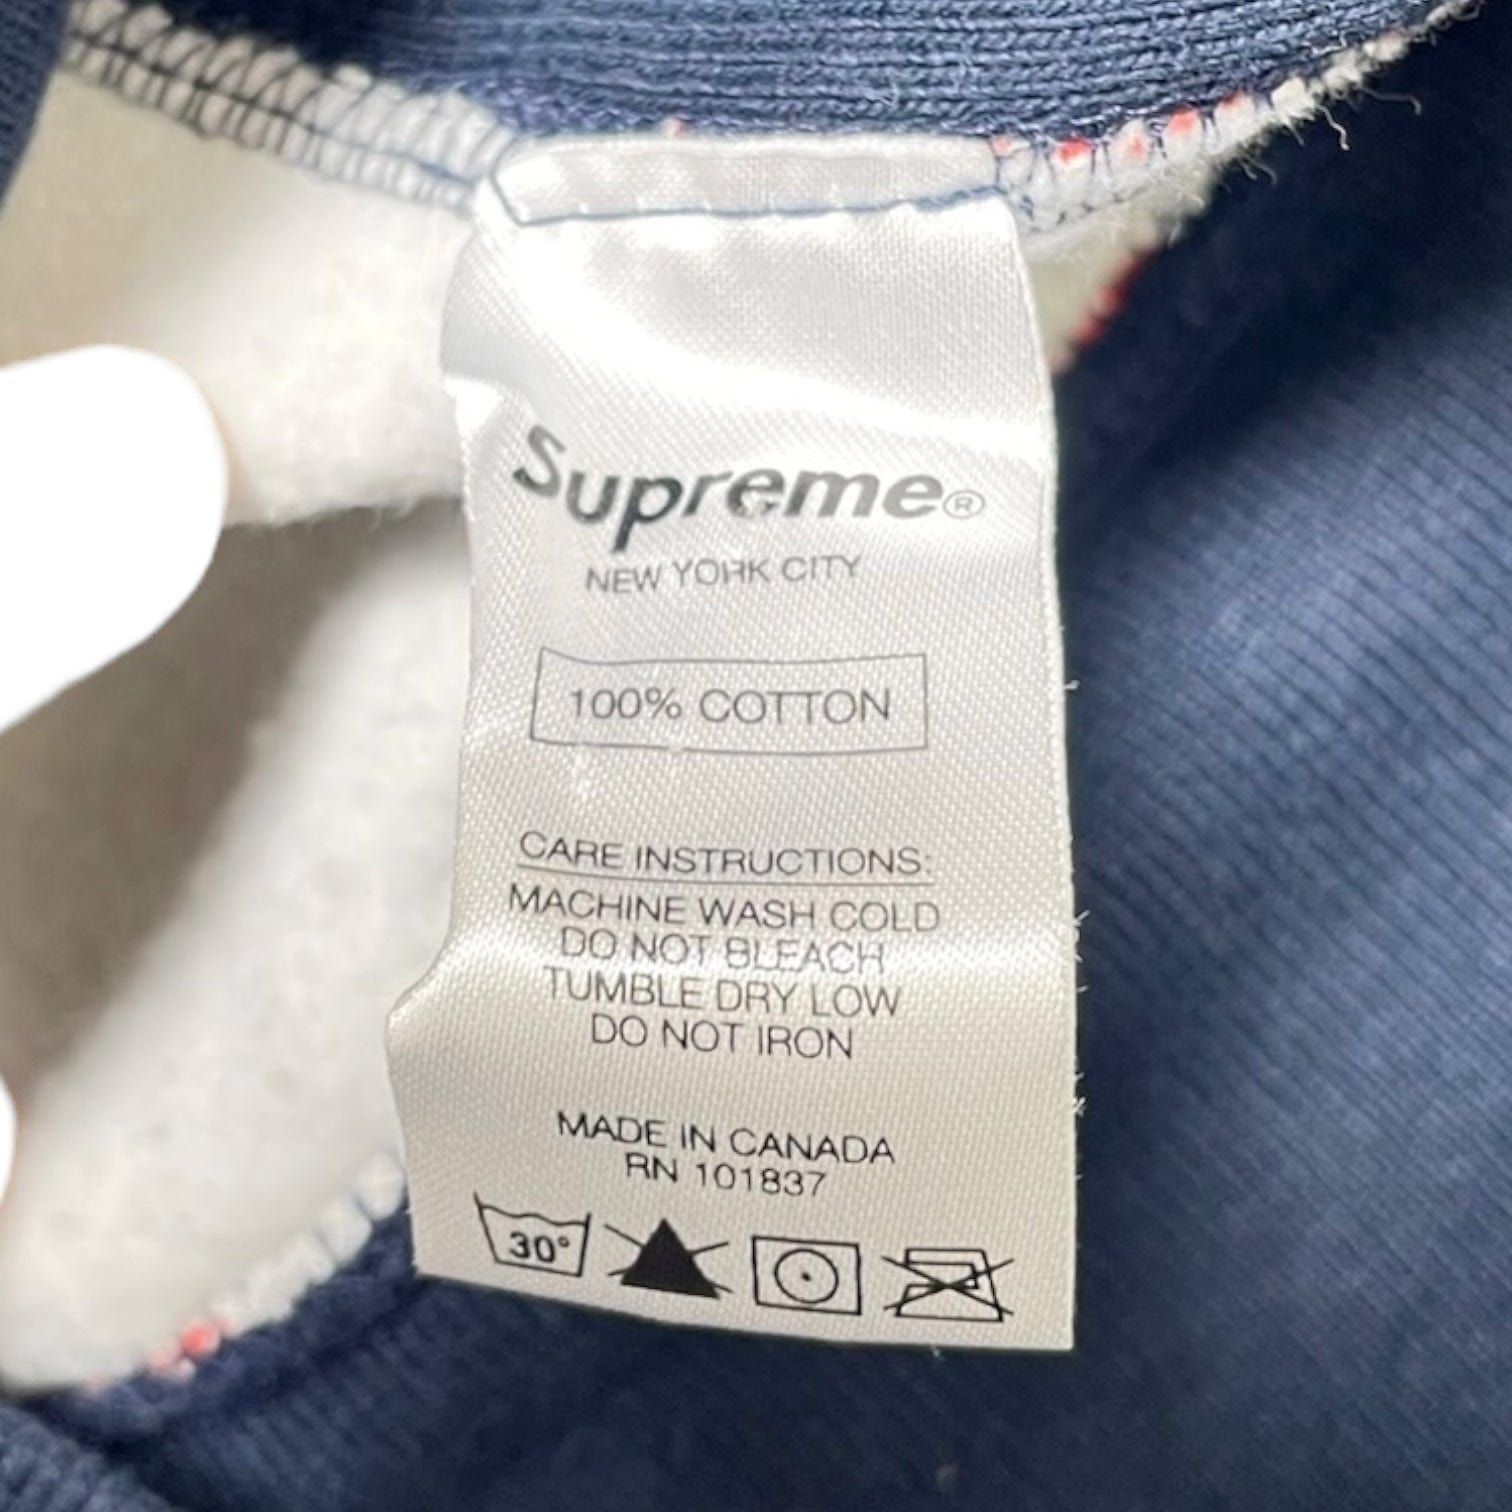 Supreme®
NEW YORK CITY
100% COTTON
CARE INSTRUCTIONS:
MACHINE WASH COLD
DO NOT BLEACH
TUMBLE DRY LOW
DO NOT IRON
MADE IN CANADA
RN 101837
30°